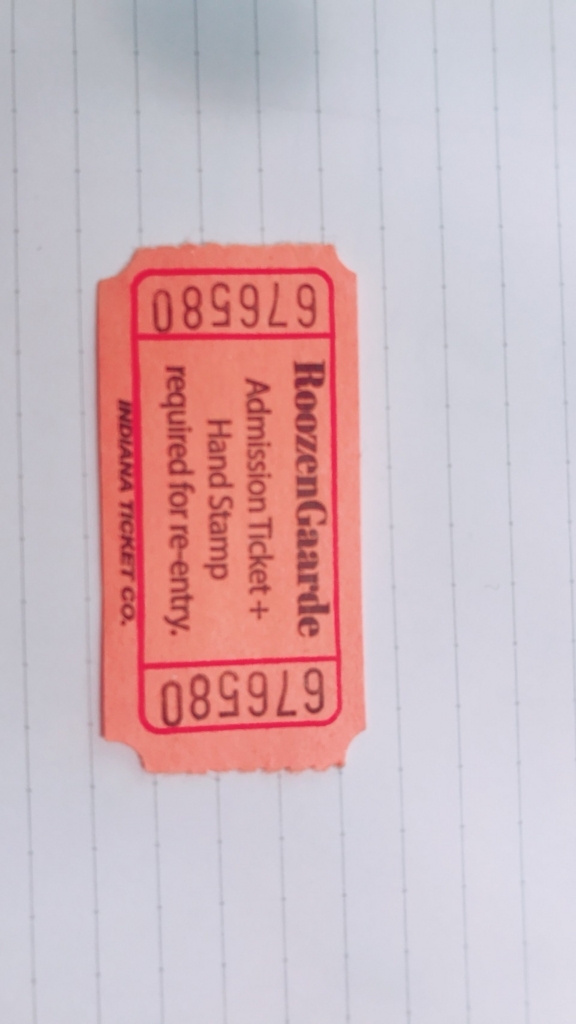 676580
RoozenGaarde
Admission Ticket +
Hand Stamp
required for re-entry.
676580
INDIANA TICKET CO.